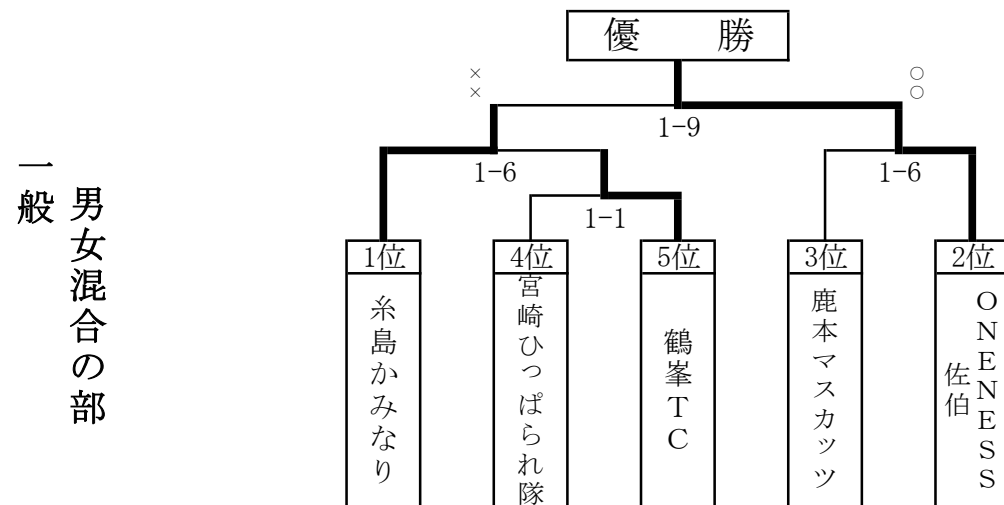 優　勝
×
×
○
○
1-9
1-6
1-6
1-1
一般
男女混合の部
1位
4位
5位
3位
2位
糸島かみなり
宮崎ひっぱられ隊
鶴峯TC
鹿本マスカッツ
ONENESS
佐伯